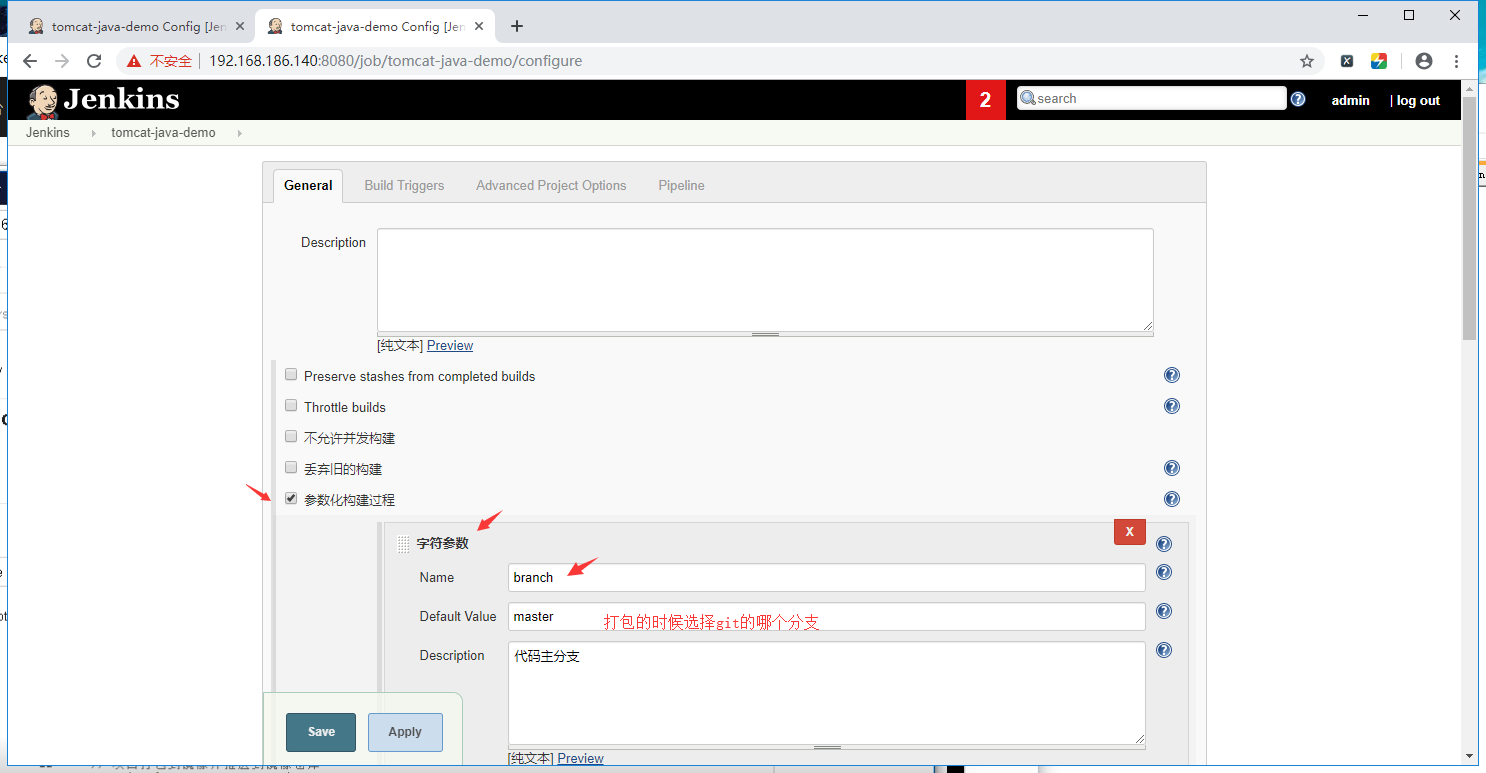 tomcat-java-demo Config [Jen
tomcat-java-demo Config [Jen
不安全 192.168.186.140:8080/job/tomcat-java-demo/configure
Jenkins
2
search
admin
| log out
Jenkins
tomcat-java-demo
General
Build Triggers
Advanced Project Options
Pipeline
Description
[纯文本] Preview
Preserve stashes from completed builds
Throttle builds
不允许并发构建
丢弃旧的构建
参数化构建过程
字符参数
X
Name
branch
Default Value
master
打包的时候选择git的哪个分支
Description
代码主分支
Save
Apply
[纯文本] Preview